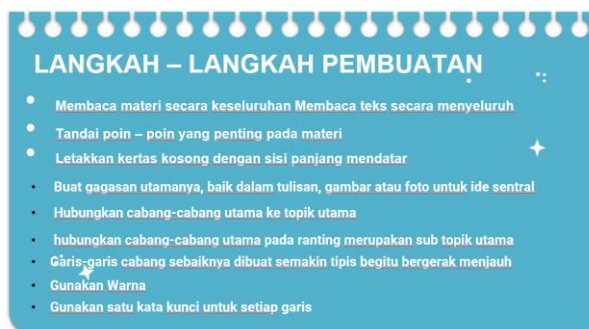 LANGKAH – LANGKAH PEMBUATAN
Membaca materi secara keseluruhan Membaca teks secara menyeluruh
Tandai poin – poin yang penting pada materi
Letakkan kertas kosong dengan sisi panjang mendatar
Buat gagasan utamanya, baik dalam tulisan, gambar atau foto untuk ide sentral
Hubungkan cabang-cabang utama ke topik utama
hubungkan cabang-cabang utama pada ranting merupakan sub topik utama
Garis-garis cabang sebaiknya dibuat semakin tipis begitu bergerak menjauh
Gunakan Warna
Gunakan satu kata kunci untuk setiap garis